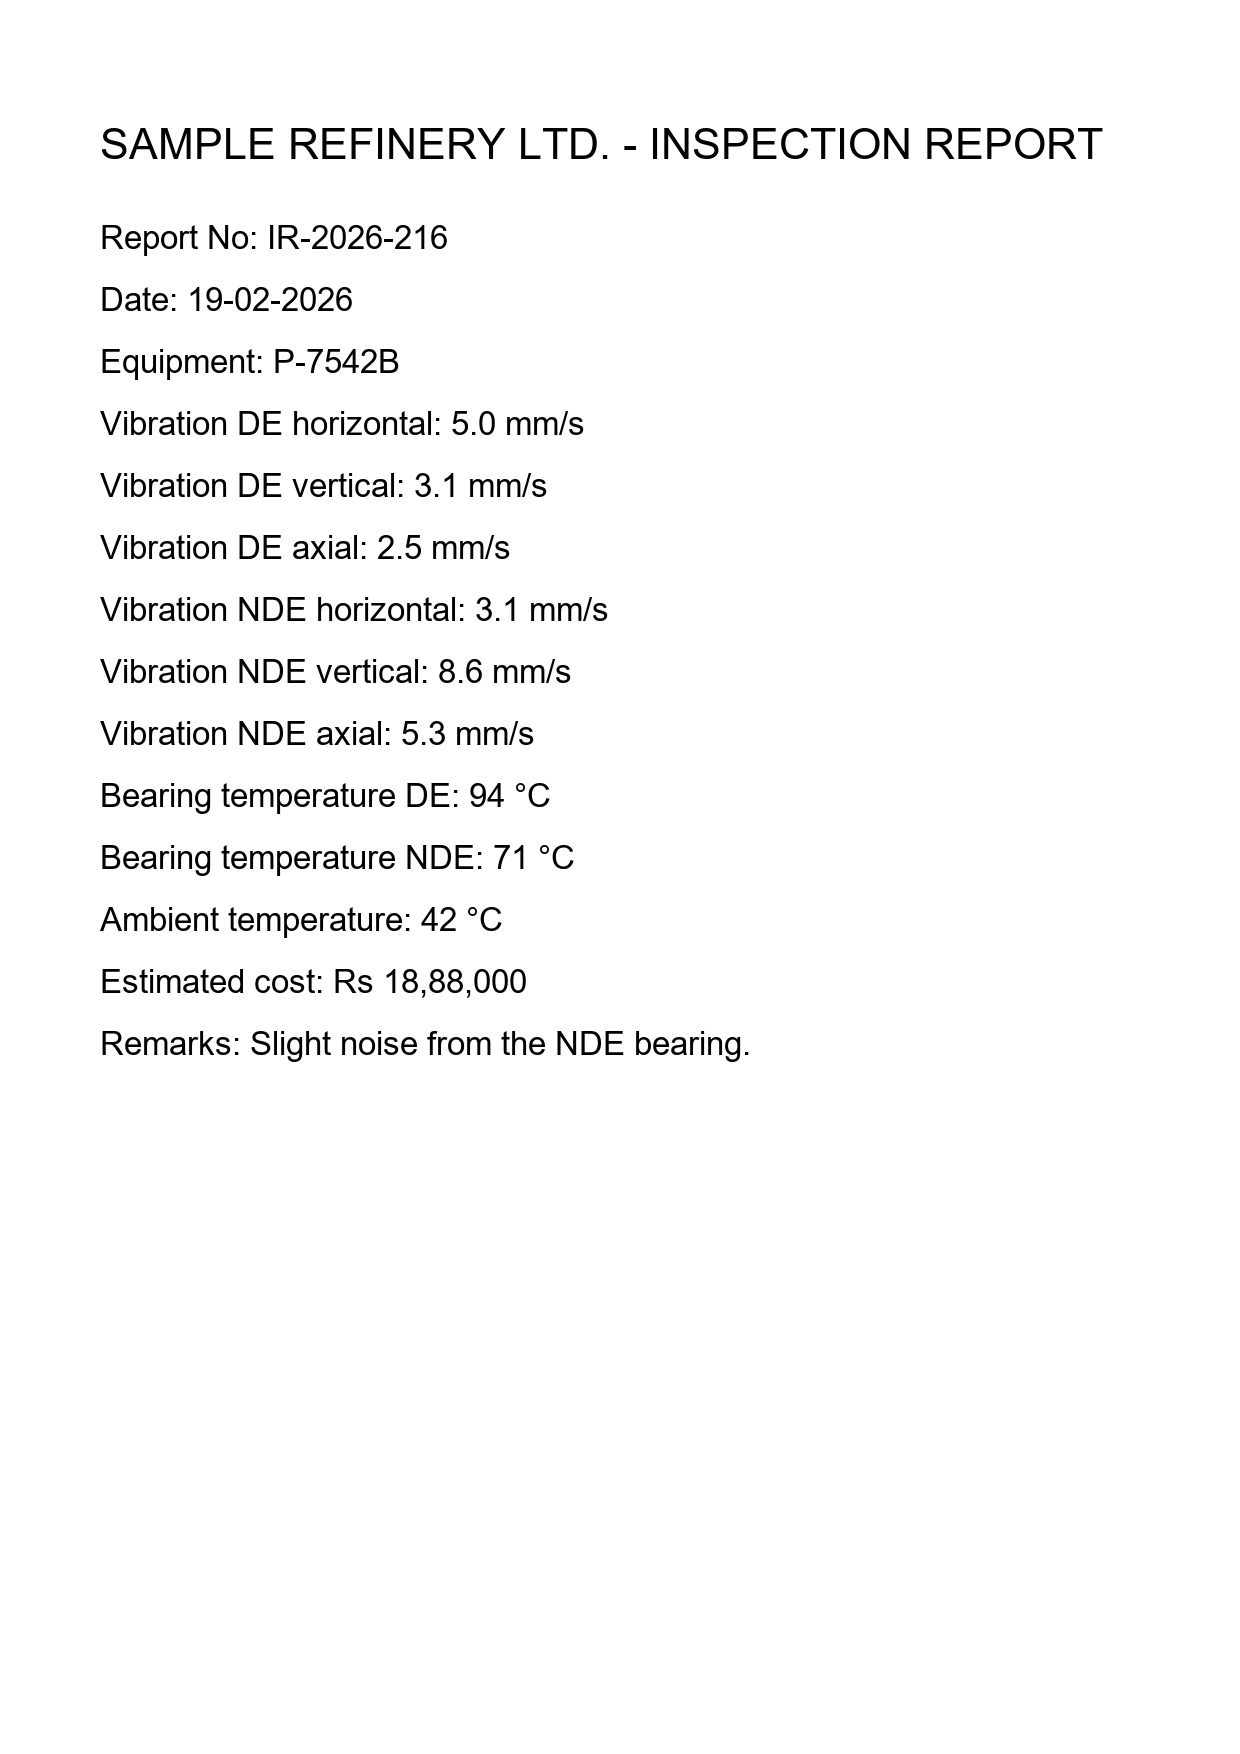 SAMPLE REFINERY LTD. - INSPECTION REPORT
Report No: IR-2026-216
Date: 19-02-2026
Equipment: P-7542B
Vibration DE horizontal: 5.0 mm/s
Vibration DE vertical: 3.1 mm/s
Vibration DE axial: 2.5 mm/s
Vibration NDE horizontal: 3.1 mm/s
Vibration NDE vertical: 8.6 mm/s
Vibration NDE axial: 5.3 mm/s
Bearing temperature DE: 94 °C
Bearing temperature NDE: 71 °C
Ambient temperature: 42 °C
Estimated cost: Rs 18,88,000
Remarks: Slight noise from the NDE bearing.